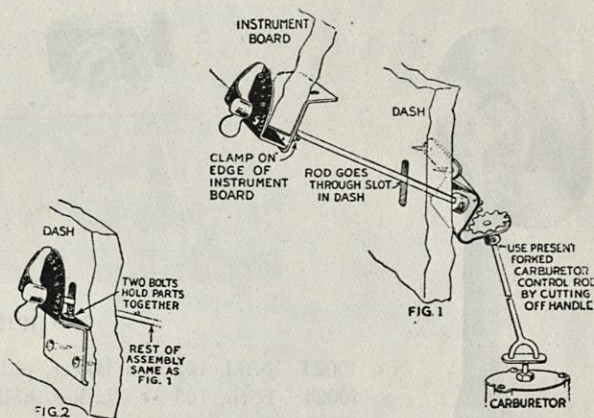 INSTRUMENT
BOARD
DASH
CLAMP ON
EDGE OF
INSTRUMENT
BOARD
ROD GOES
THROUGH SLOT
IN DASH
USE PRESENT
FORKED
CARBURETOR
CONTROL ROD
BY CUTTING
OFF HANDLE
FIG. 1
CARBURETOR
DASH
TWO BOLTS
HOLD PARTS
TOGETHER
REST OF
ASSEMBLY
SAME AS
FIG. 1
FIG. 2